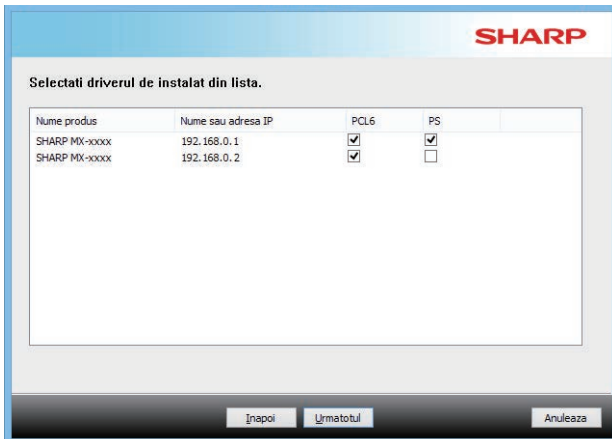 SHARP
Selectati driverul de instalat din lista.
Nume produs Nume sau adresa IP PCL6 PS
SHARP MX-xxxx 192.168.0.1
SHARP MX-xxxx 192.168.0.2
Inapoi Urmatotul Anuleaza